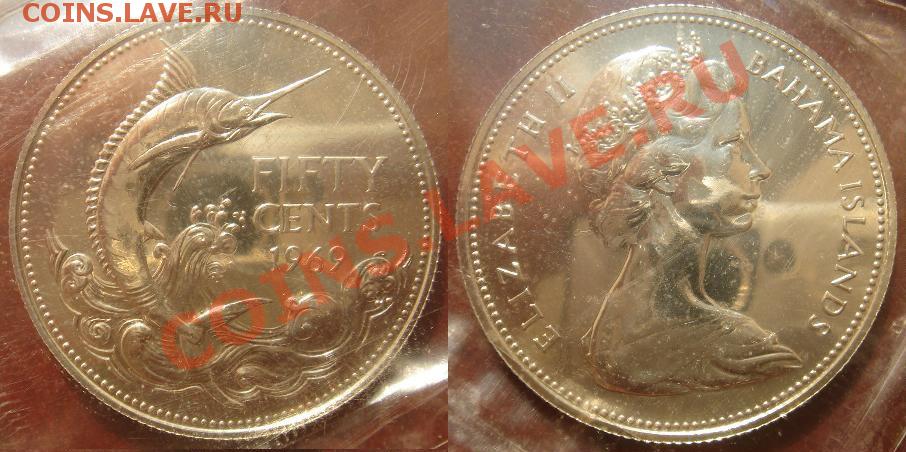 COINS.LAVE.RU
FIFTY
CENTS
1969
ELIZABETH II BAHAMA ISLANDS
COINS.LAVE.RU
COINS.LAVE.RU